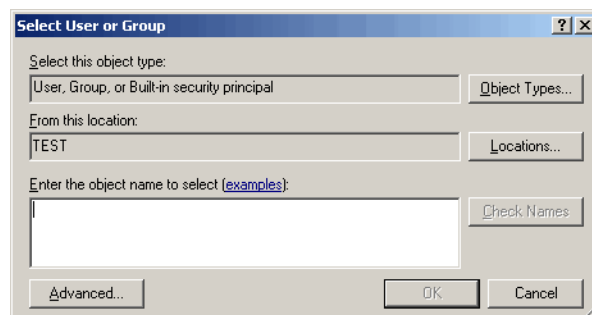 Select User or Group
Select this object type:
User, Group, or Built-in security principal
Object Types...
From this location:
TEST
Locations...
Enter the object name to select (examples):
Check Names
Advanced...
OK
Cancel